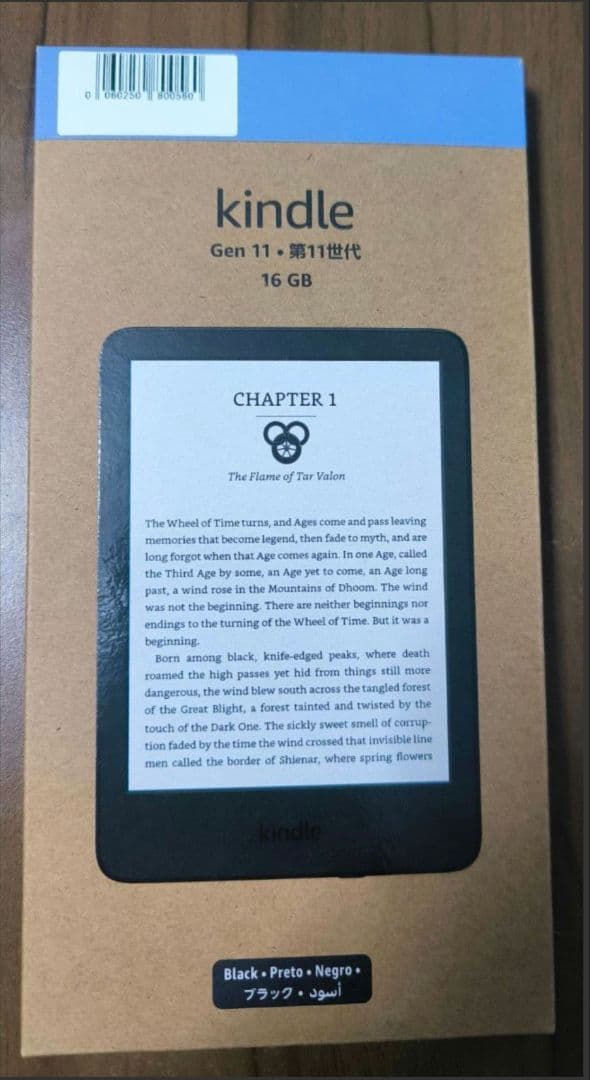 0 080250 800560
kindle
Gen 11 • 第11世代
16 GB
CHAPTER 1
The Flame of Tar Valon
The Wheel of Time turns, and Ages come and pass leaving
memories that become legend, then fade to myth, and are
long forgot when that Age comes again. In one Age, called
the Third Age by some, an Age yet to come, an Age long
past, a wind rose in the Mountains of Dhoom. The wind
was not the beginning. There are neither beginnings nor
endings to the turning of the Wheel of Time. But it was a
beginning.
Born among black, knife-edged peaks, where death
roamed the high passes yet hid from things still more
dangerous, the wind blew south across the tangled forest
of the Great Blight, a forest tainted and twisted by the
touch of the Dark One. The sickly sweet smell of corrup-
tion faded by the time the wind crossed that invisible line
men called the border of Shienar, where spring flowers
kindle
Black • Preto • Negro •
ブラック • أسود